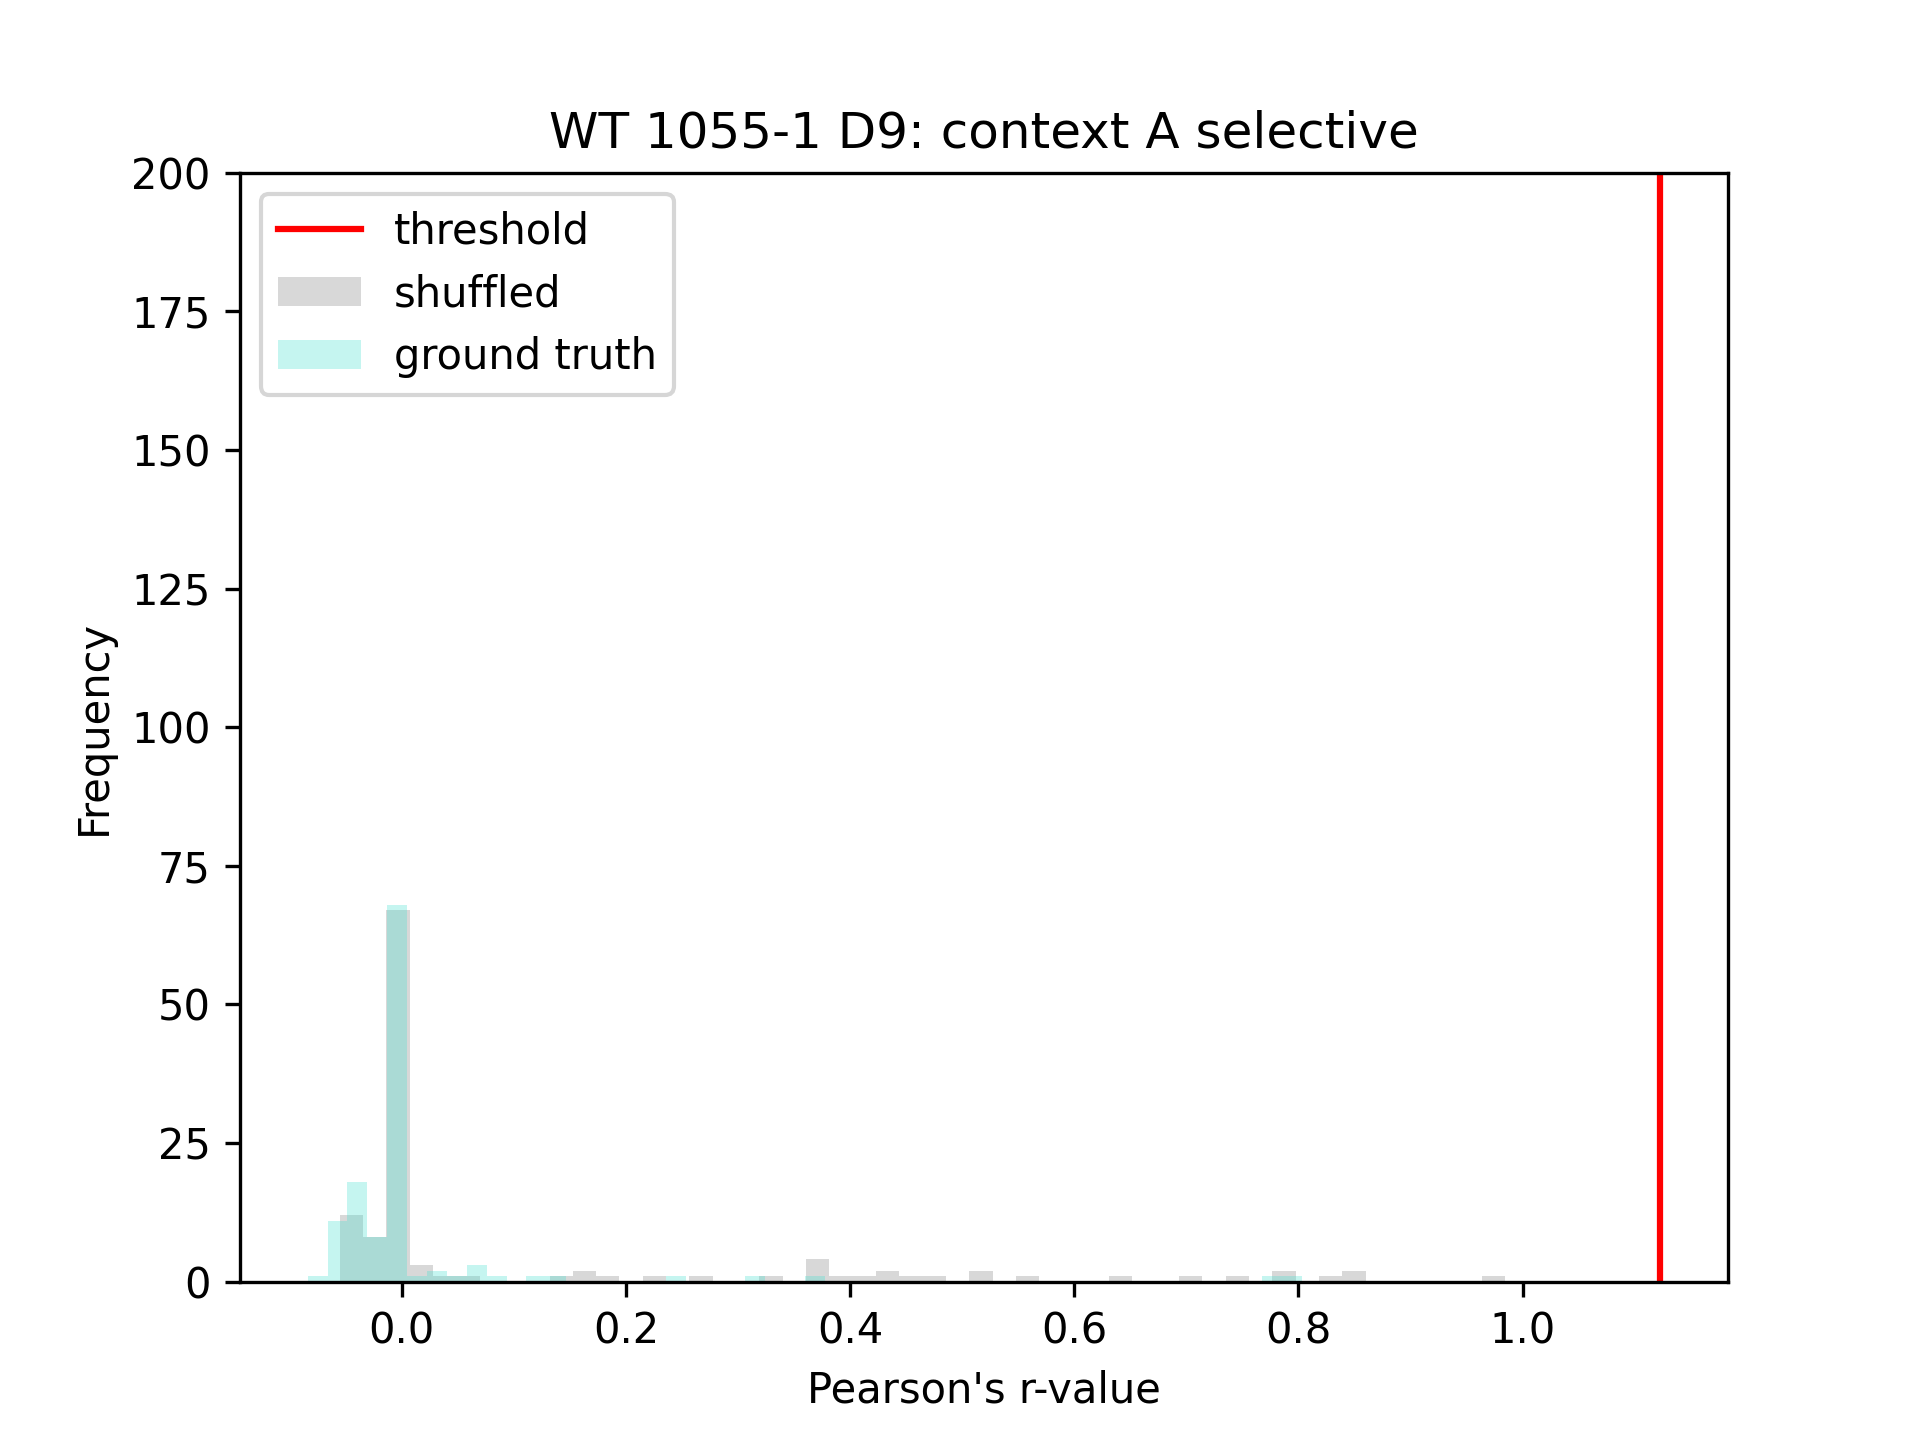 WT 1055-1 D9: context A selective
200
175
150
125
100
75
50
25
0
Frequency
threshold
shuffled
ground truth
0.0 0.2 0.4 0.6 0.8 1.0
Pearson's r-value